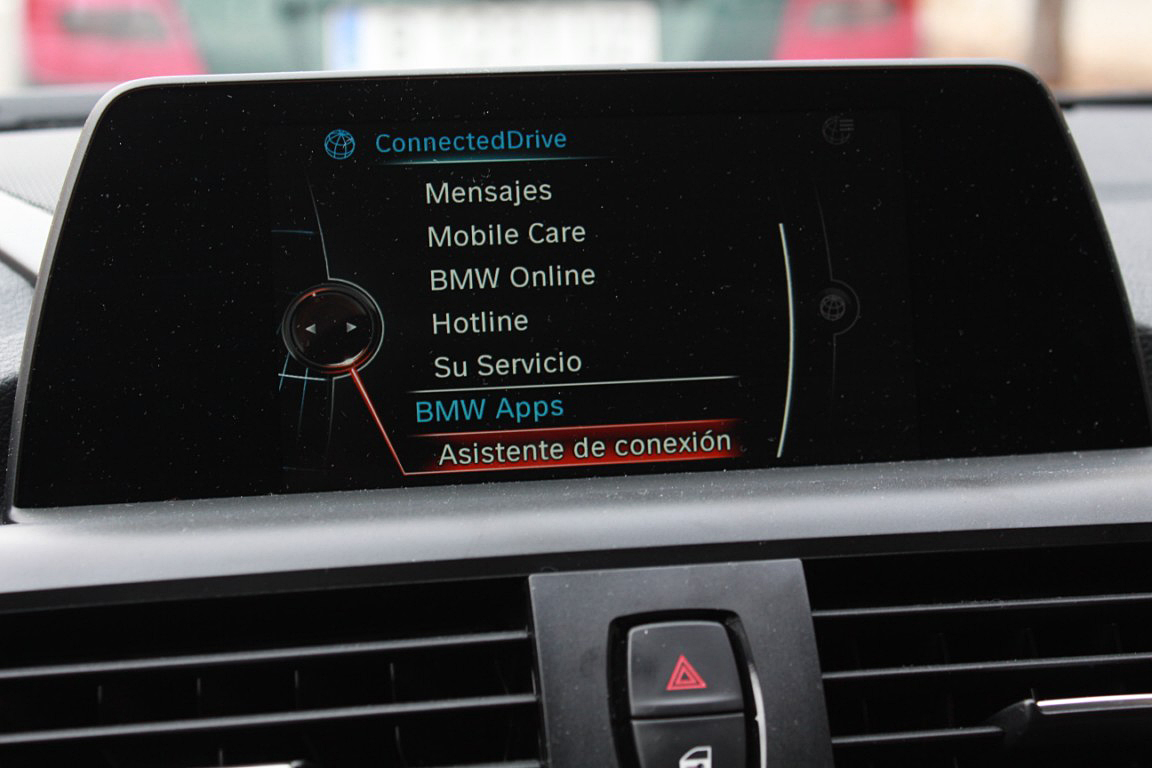 ConnectedDrive
Mensajes
Mobile Care
BMW Online
Hotline
Su Servicio
BMW Apps
Asistente de conexión